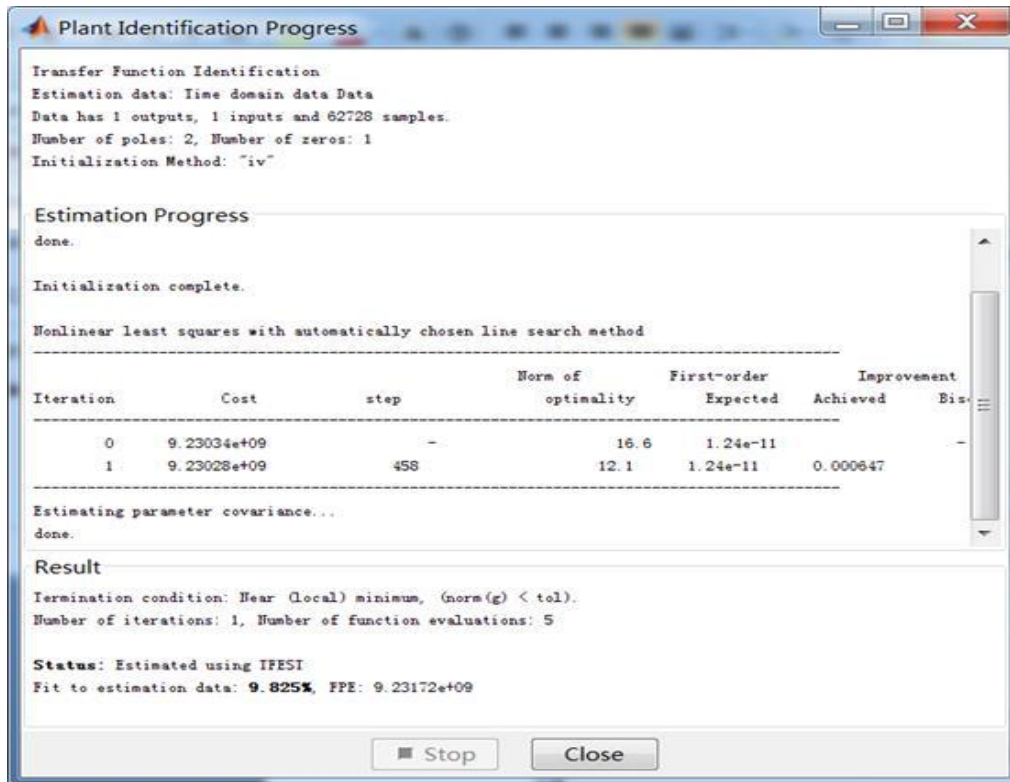 Plant Identification Progress
Transfer Function Identification
Estimation data: Time domain data Data
Data has 1 outputs, 1 inputs and 62728 samples.
Number of poles: 2, Number of zeros: 1
Initialization Method: "iv"
Estimation Progress
done.
Initialization complete.
Nonlinear least squares with automatically chosen line search method
Norm of First-order Improvement
Iteration Cost step optimality Expected Achieved Bis
0 9.23034e+09 - 16.6 1.24e-11 -
1 9.23028e+09 458 12.1 1.24e-11 0.000647
Estimating parameter covariance...
done.
Result
Termination condition: Near (local) minimum, (norm(g) < tol).
Number of iterations: 1, Number of function evaluations: 5
Status: Estimated using TFEST
Fit to estimation data: 9.825%, FPE: 9.23172e+09
Stop Close